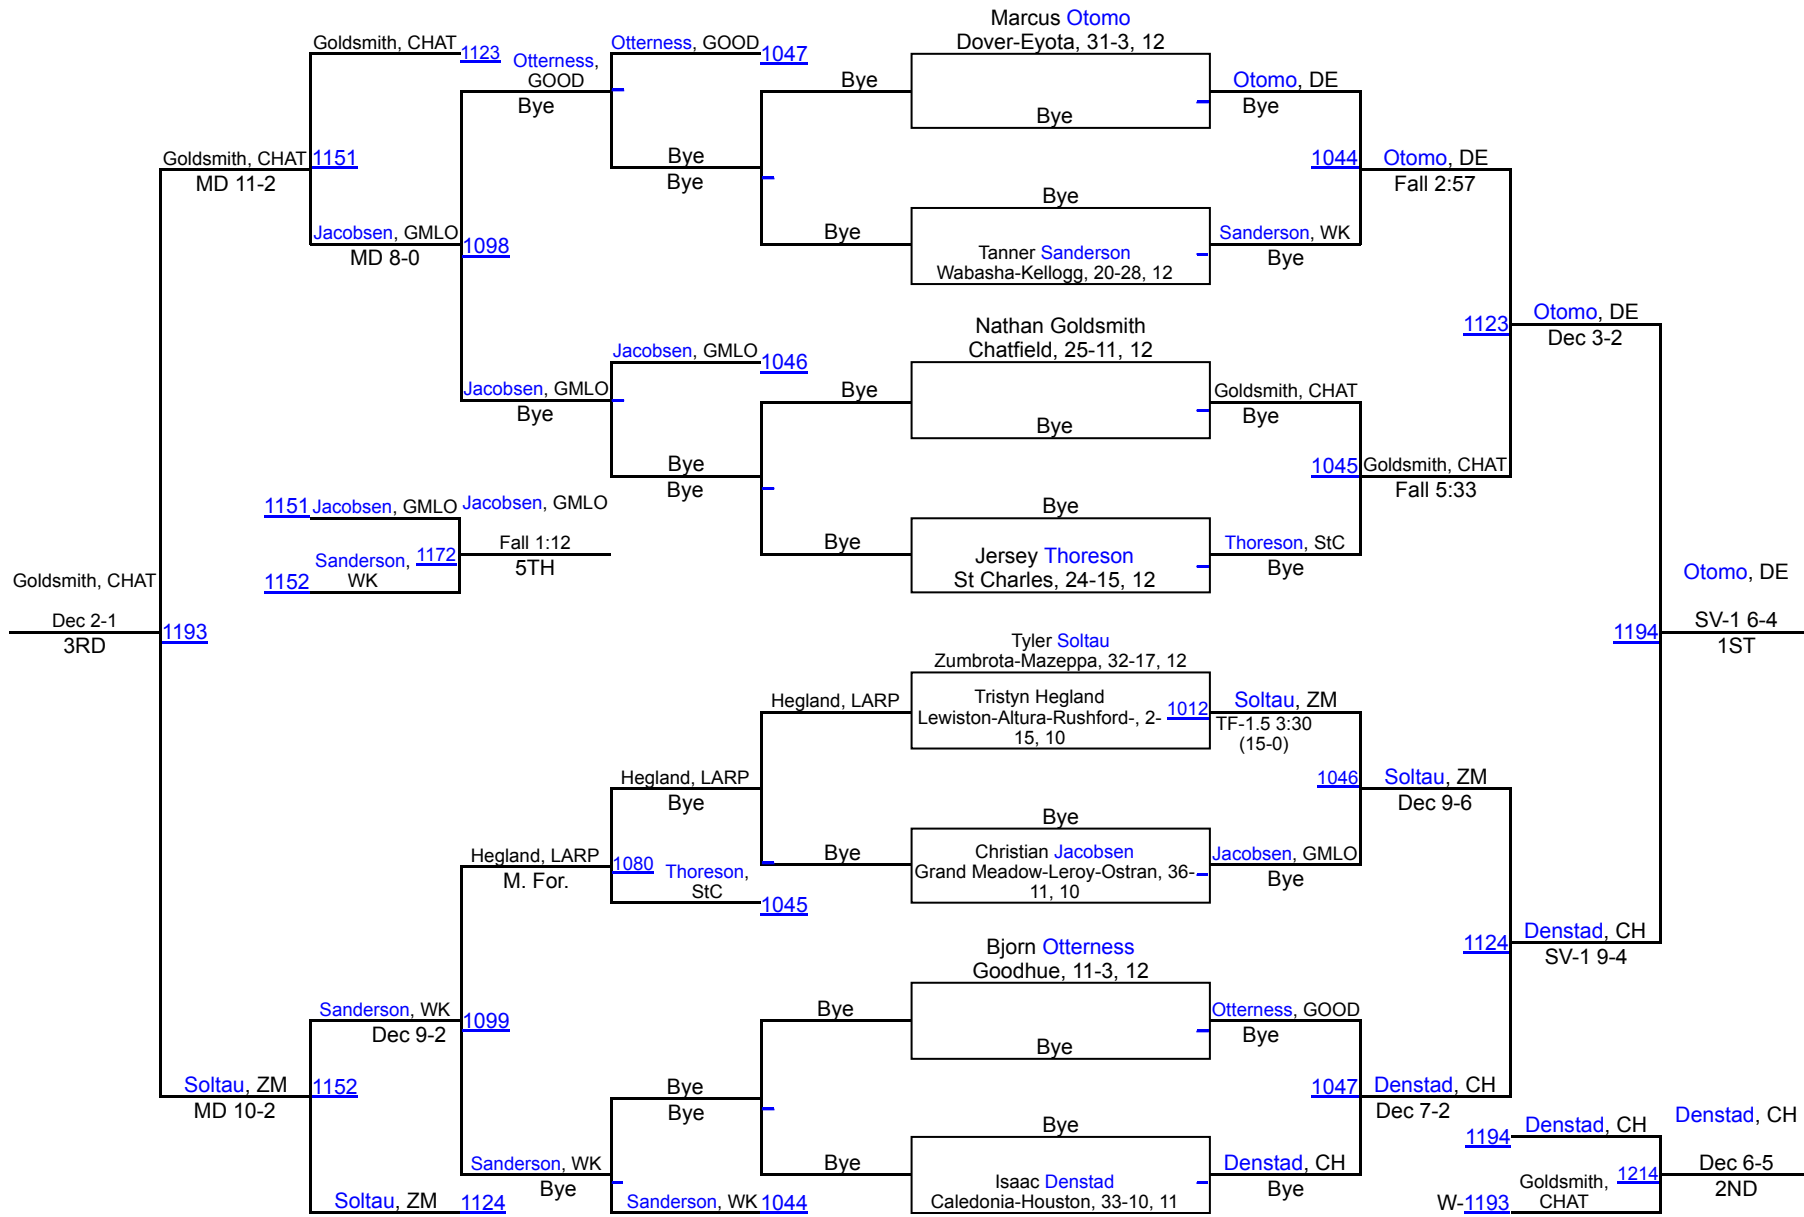 Marcus Otomo
Dover-Eyota, 31-3, 12
Goldsmith, CHAT
1123
Otterness,
GOOD
Bye
Otterness, GOOD
1047
Bye
Bye
Otomo, DE
Bye
Goldsmith, CHAT
1151
MD 11-2
Bye
Bye
1044
Otomo, DE
Fall 2:57
Bye
Jacobsen, GMLO
MD 8-0
1098
Bye
Tanner Sanderson
Wabasha-Kellogg, 20-28, 12
Sanderson, WK
Bye
Nathan Goldsmith
Chatfield, 25-11, 12
1123
Otomo, DE
Dec 3-2
Jacobsen, GMLO
1046
Jacobsen, GMLO
Bye
Bye
Bye
Goldsmith, CHAT
Bye
Bye
Bye
1045
Goldsmith, CHAT
Fall 5:33
1151
Jacobsen, GMLO
Jacobsen, GMLO
Bye
Sanderson,
WK
1172
1152
Fall 1:12
5TH
Bye
Jersey Thoreson
St Charles, 24-15, 12
Thoreson, StC
Bye
Goldsmith, CHAT
Dec 2-1
3RD
1193
Otomo, DE
1194
SV-1 6-4
1ST
Tyler Soltau
Zumbrota-Mazeppa, 32-17, 12
Hegland, LARP
Tristyn Hegland
Lewiston-Altura-Rushford-, 2-
15, 10
1012
Soltau, ZM
TF-1.5 3:30
(15-0)
Hegland, LARP
Bye
1046
Soltau, ZM
Dec 9-6
Bye
Hegland, LARP
M. For.
1080
Thoreson,
StC
1045
Bye
Christian Jacobsen
Grand Meadow-Leroy-Ostran, 36-
11, 10
Jacobsen, GMLO
Bye
Bjorn Otterness
Goodhue, 11-3, 12
1124
Denstad, CH
SV-1 9-4
Sanderson, WK
Dec 9-2
1099
Bye
Bye
Otterness, GOOD
Bye
Soltau, ZM
MD 10-2
1152
Bye
Bye
1047
Denstad, CH
Dec 7-2
Bye
1194
Denstad, CH
Denstad, CH
Sanderson, WK
Bye
Bye
Isaac Denstad
Caledonia-Houston, 33-10, 11
Denstad, CH
Bye
Soltau, ZM
1124
Sanderson, WK
1044
W-1193
Goldsmith,
CHAT
1214
Dec 6-5
2ND